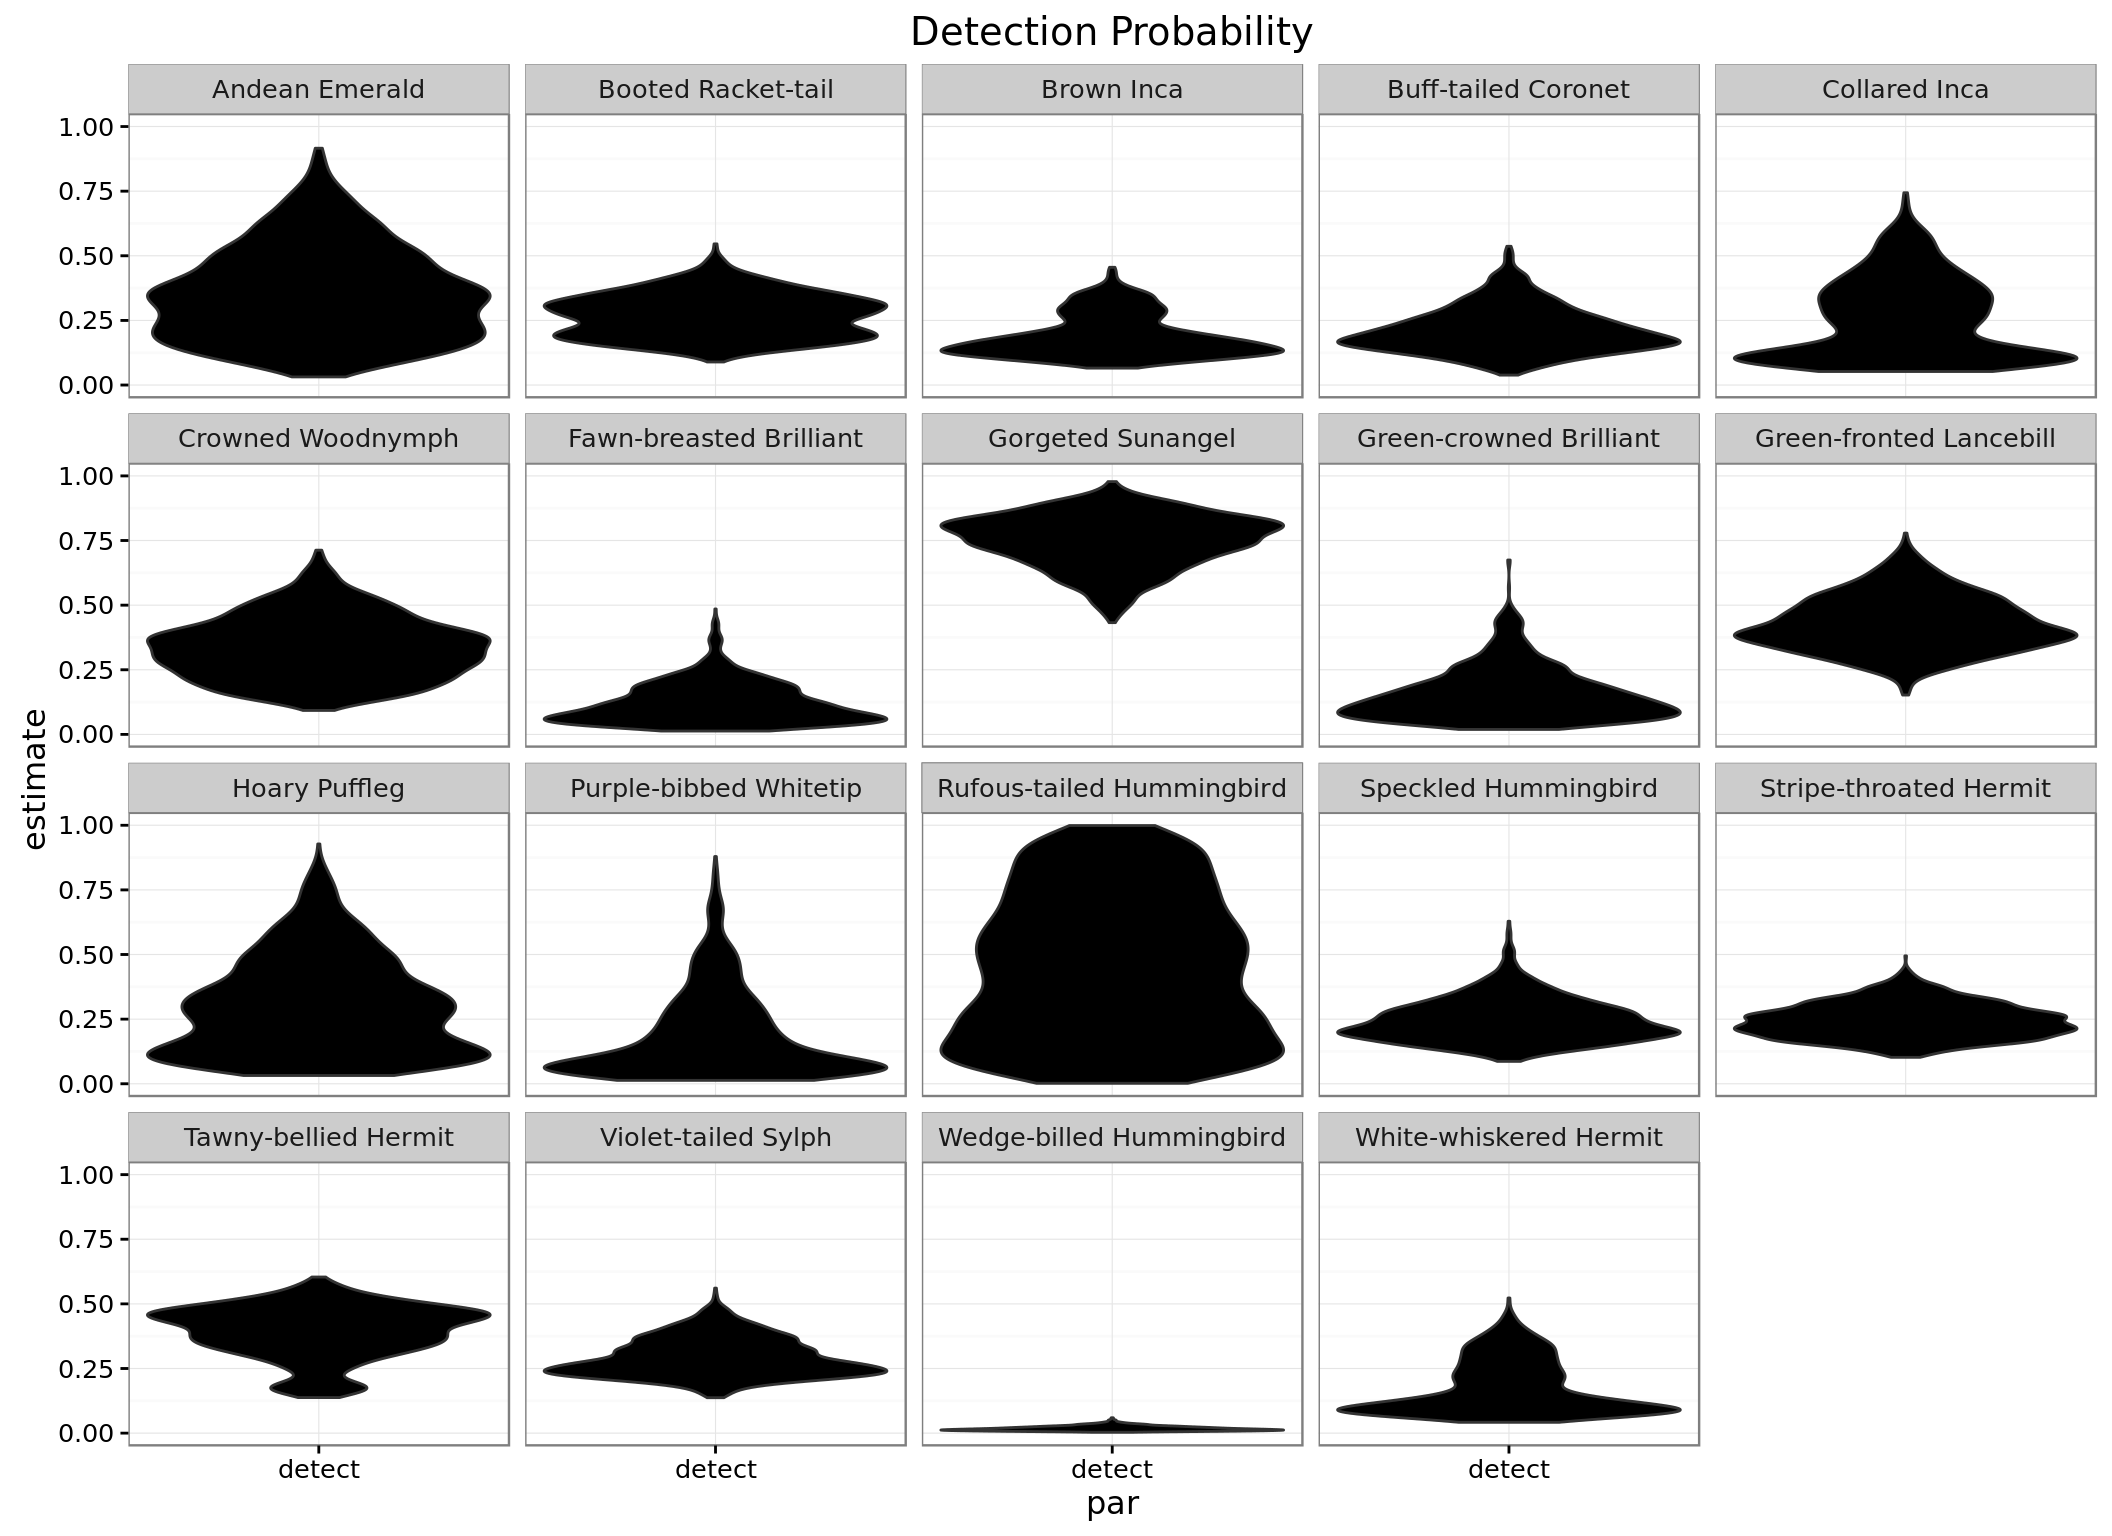 Detection Probability
Andean Emerald
Booted Racket-tail
Brown Inca
Buff-tailed Coronet
Collared Inca
1.00
0.75
0.50
0.25
0.00
Crowned Woodnymph
Fawn-breasted Brilliant
Gorgeted Sunangel
Green-crowned Brilliant
Green-fronted Lancebill
1.00
0.75
0.50
0.25
0.00
estimate
Hoary Puffleg
Purple-bibbed Whitetip
Rufous-tailed Hummingbird
Speckled Hummingbird
Stripe-throated Hermit
1.00
0.75
0.50
0.25
0.00
Tawny-bellied Hermit
Violet-tailed Sylph
Wedge-billed Hummingbird
White-whiskered Hermit
1.00
0.75
0.50
0.25
0.00
detect
detect
detect
detect
par